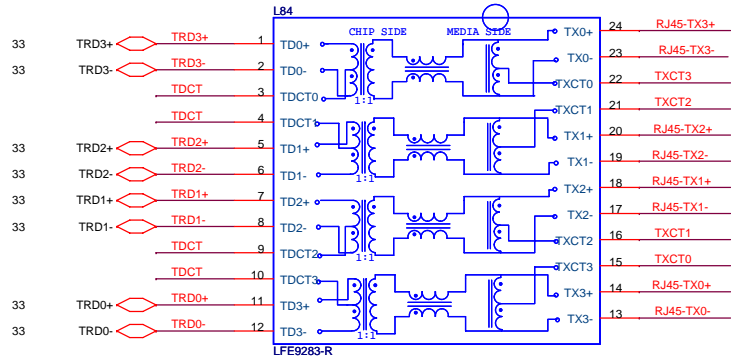 L84
CHIP SIDE MEDIA SIDE
33 TRD3+ TRD3+ 1 TD0+ TX0+ 24 RJ45-TX3+
33 TRD3- TRD3- 2 TD0- TX0- 23 RJ45-TX3-
TDCT 3 TDCT0 TXCT0 22 TXCT3
1:1
TDCT 4 TDCT1 TXCT1 21 TXCT2
33 TRD2+ TRD2+ 5 TD1+ TX1+ 20 RJ45-TX2+
33 TRD2- TRD2- 6 TD1- TX1- 19 RJ45-TX2-
1:1
33 TRD1+ TRD1+ 7 TD2+ TX2+ 18 RJ45-TX1+
33 TRD1- TRD1- 8 TD2- TX2- 17 RJ45-TX1-
TDCT 9 TDCT2 TXCT2 16 TXCT1
1:1
TDCT 10 TDCT3 TXCT3 15 TXCT0
33 TRD0+ TRD0+ 11 TD3+ TX3+ 14 RJ45-TX0+
33 TRD0- TRD0- 12 TD3- TX3- 13 RJ45-TX0-
1:1
LFE9283-R